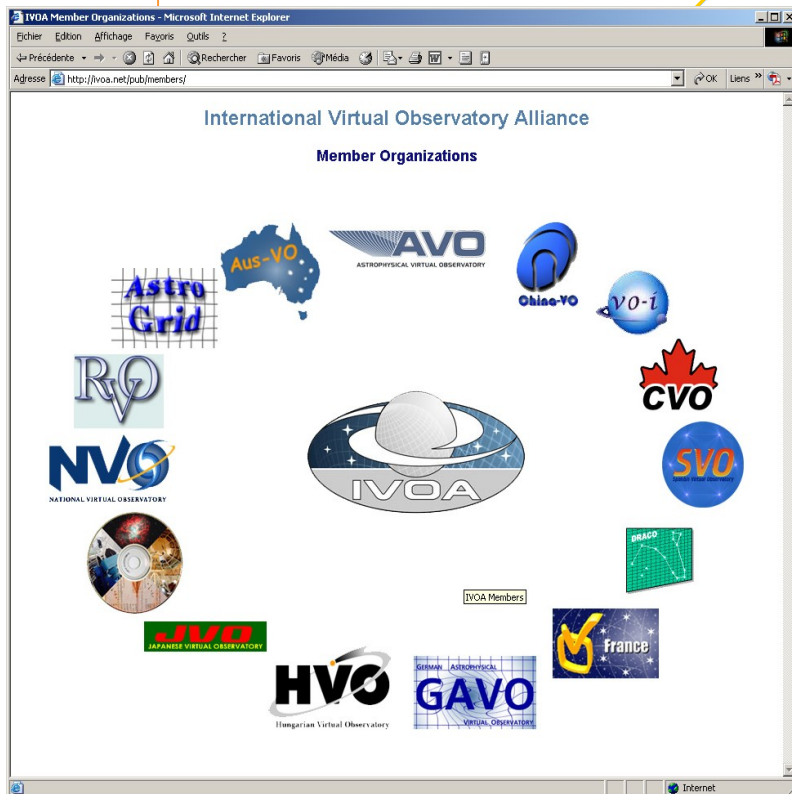 IVOA Member Organizations - Microsoft Internet Explorer
Fichier Edition Affichage Favoris Outils ?
Précédente Rechercher Favoris Média
Adresse http://ivoa.net/pub/members/ OK Liens »
International Virtual Observatory Alliance
Member Organizations
Aus-VO
AVO
ASTROPHYSICAL VIRTUAL OBSERVATORY
China-VO
Astro
Grid
vo-i
RVO
CVO
IVOA
NVO
NATIONAL VIRTUAL OBSERVATORY
SVO
DRACO
IVOA Members
JVO
JAPANESE VIRTUAL OBSERVATORY
France
HVO
Hungarian Virtual Observatory
GERMAN ASTROPHYSICAL
GAVO
VIRTUAL OBSERVATORY
Internet